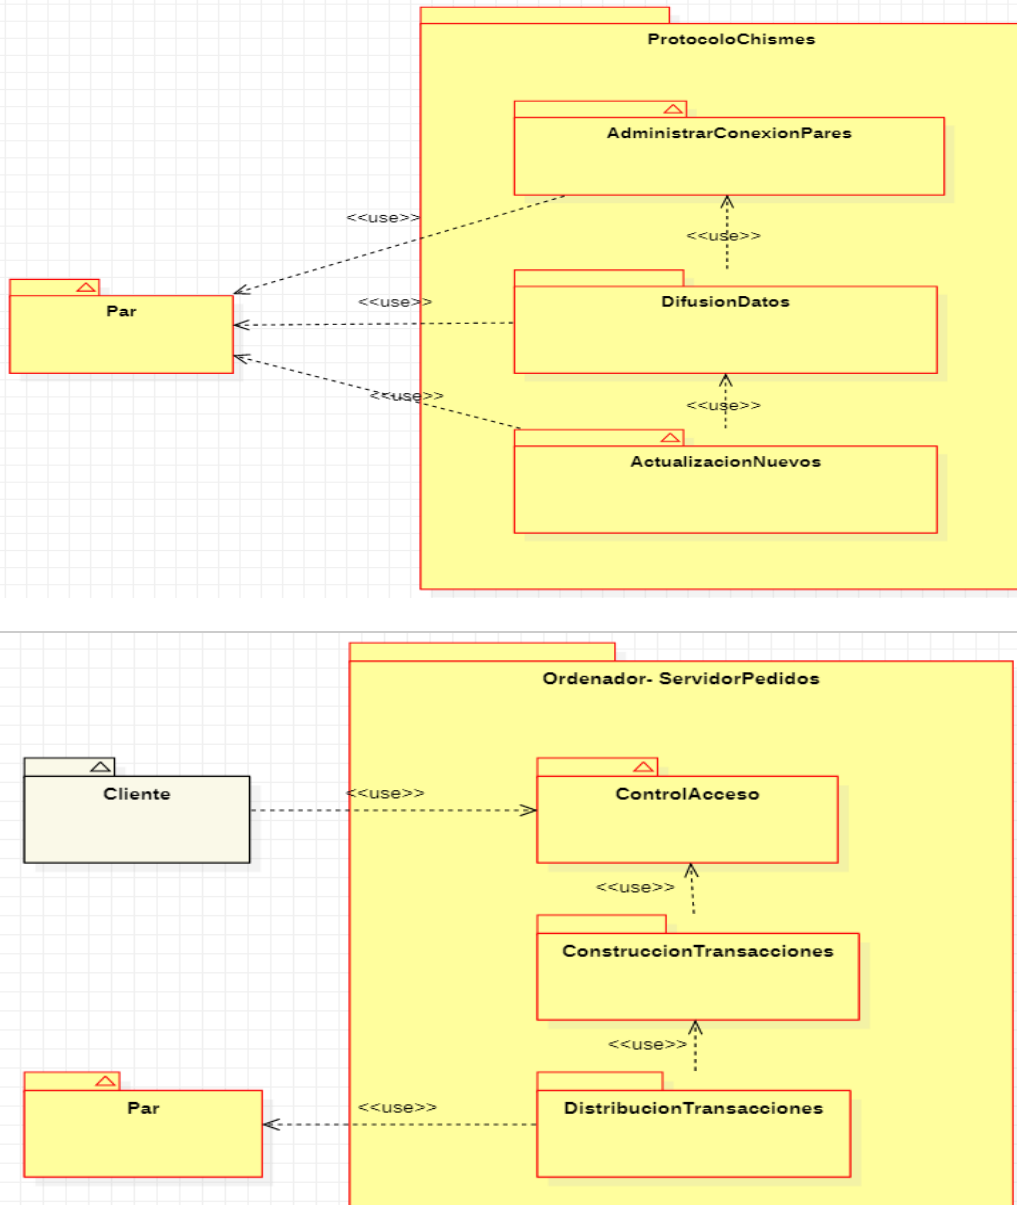 ProtocoloChismes
AdministrarConexionPares
<<use>>
<<use>>
Par
<<use>>
DifusionDatos
<<use>>
<<use>>
ActualizacionNuevos
Ordenador- ServidorPedidos
Cliente
<<use>>
ControlAcceso
<<use>>
ConstruccionTransacciones
<<use>>
Par
<<use>>
DistribucionTransacciones